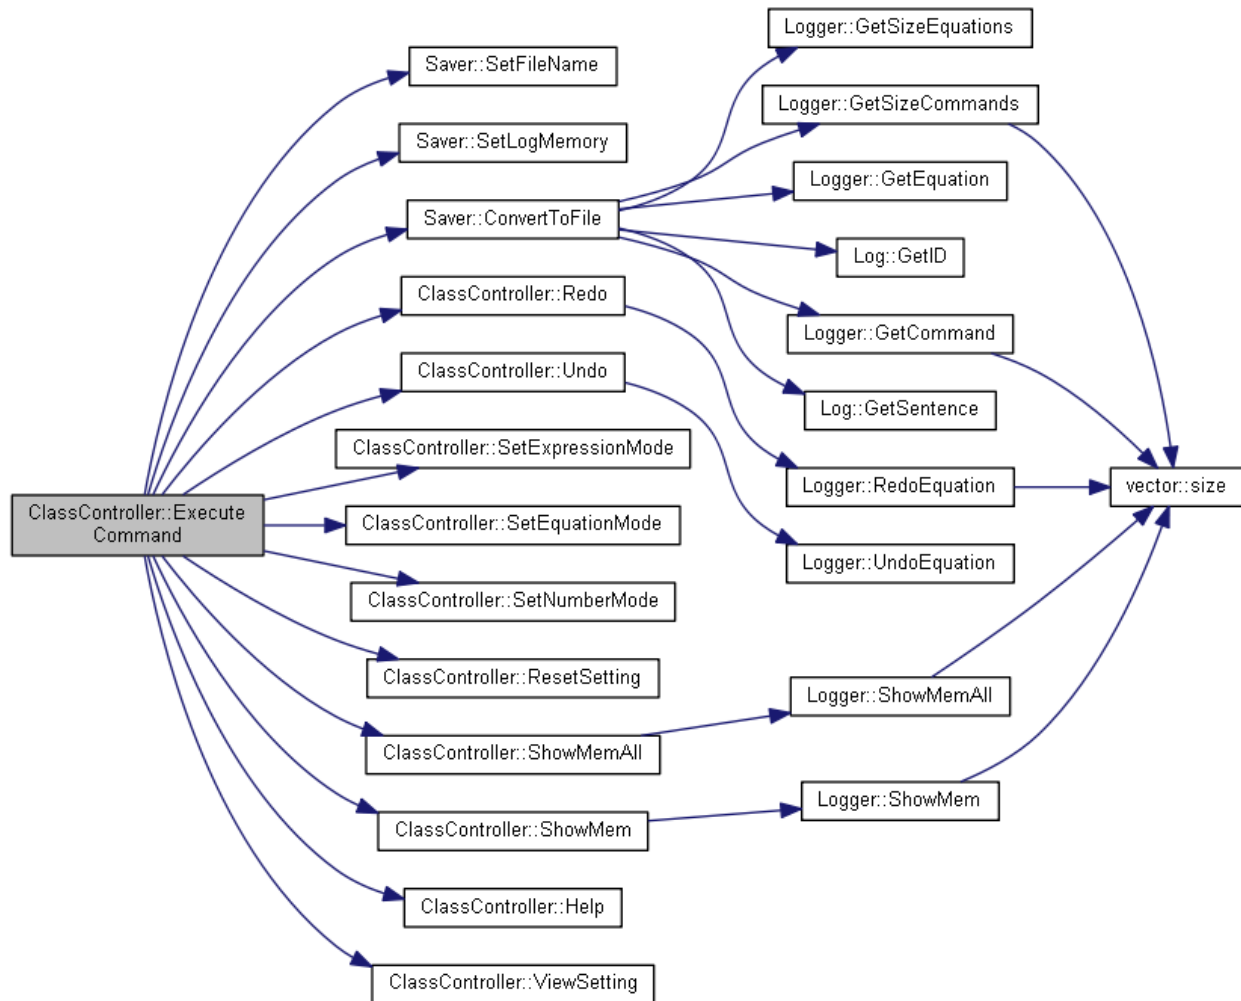 Logger::GetSizeEquations
Saver::SetFileName
Logger::GetSizeCommands
Saver::SetLogMemory
Logger::GetEquation
Saver::ConvertToFile
Log::GetID
ClassController::Redo
Logger::GetCommand
ClassController::Undo
Log::GetSentence
ClassController::SetExpressionMode
Logger::RedoEquation
vector::size
ClassController::Execute
Command
ClassController::SetEquationMode
Logger::UndoEquation
ClassController::SetNumberMode
ClassController::ResetSetting
Logger::ShowMemAll
ClassController::ShowMemAll
Logger::ShowMem
ClassController::ShowMem
ClassController::Help
ClassController::ViewSetting